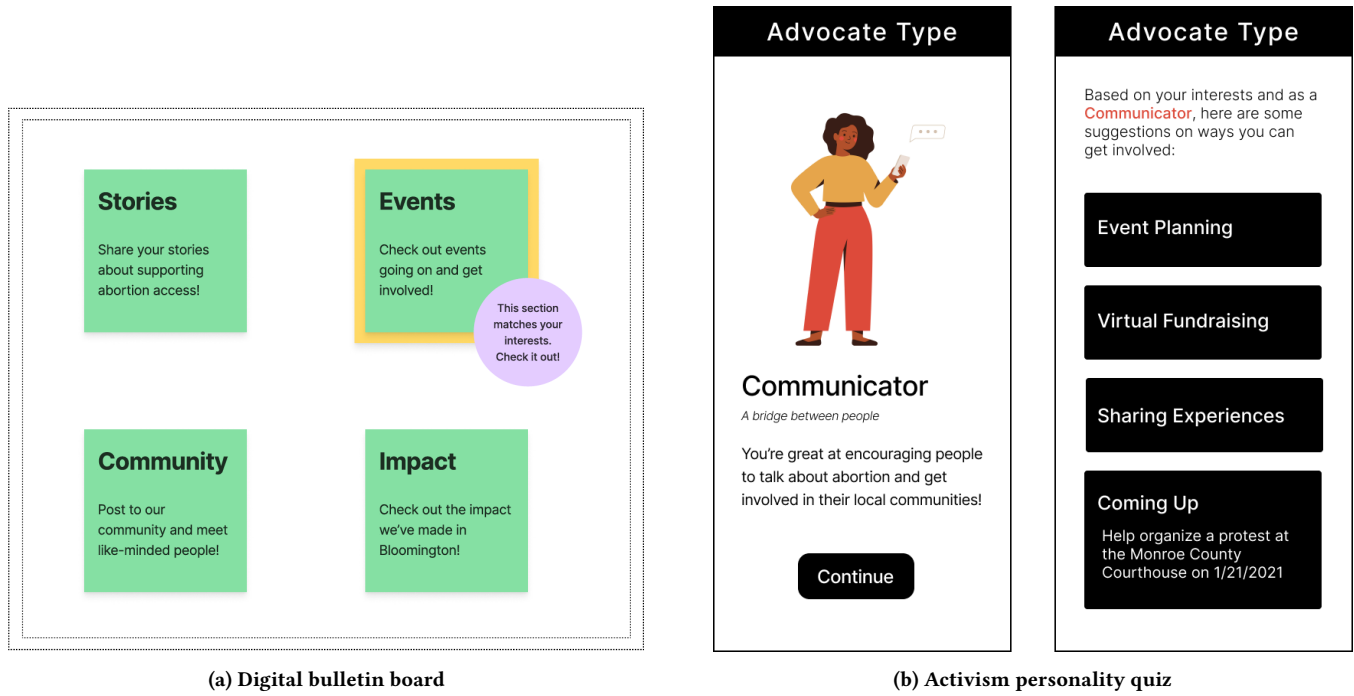 Stories
Share your stories
about supporting
abortion access!
Events
Check out events
going on and get
involved!
This section
matches your
interests.
Check it out!
Community
Post to our
community and meet
like-minded people!
Impact
Check out the impact
we've made in
Bloomington!
(a) Digital bulletin board
Advocate Type
Communicator
A bridge between people
You're great at encouraging people
to talk about abortion and get
involved in their local communities!
Continue
Advocate Type
Based on your interests and as a
Communicator, here are some
suggestions on ways you can
get involved:
Event Planning
Virtual Fundraising
Sharing Experiences
Coming Up
Help organize a protest at
the Monroe County
Courthouse on 1/21/2021
(b) Activism personality quiz